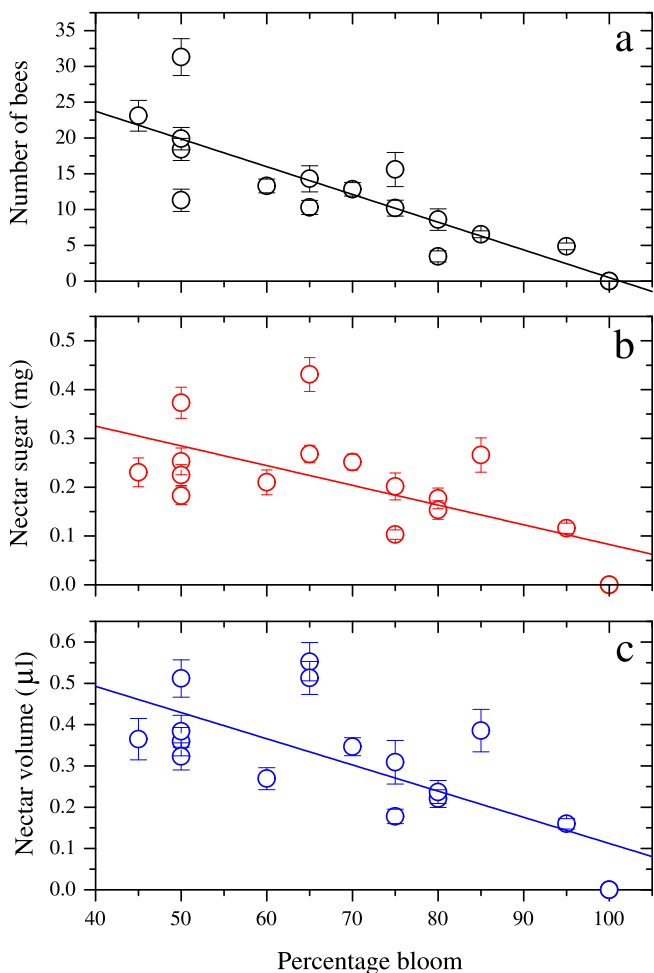 a
Number of bees
35
30
25
20
15
10
5
0
b
Nectar sugar (mg)
0.5
0.4
0.3
0.2
0.1
0.0
c
Nectar volume (μl)
0.6
0.5
0.4
0.3
0.2
0.1
0.0
40 50 60 70 80 90 100
Percentage bloom